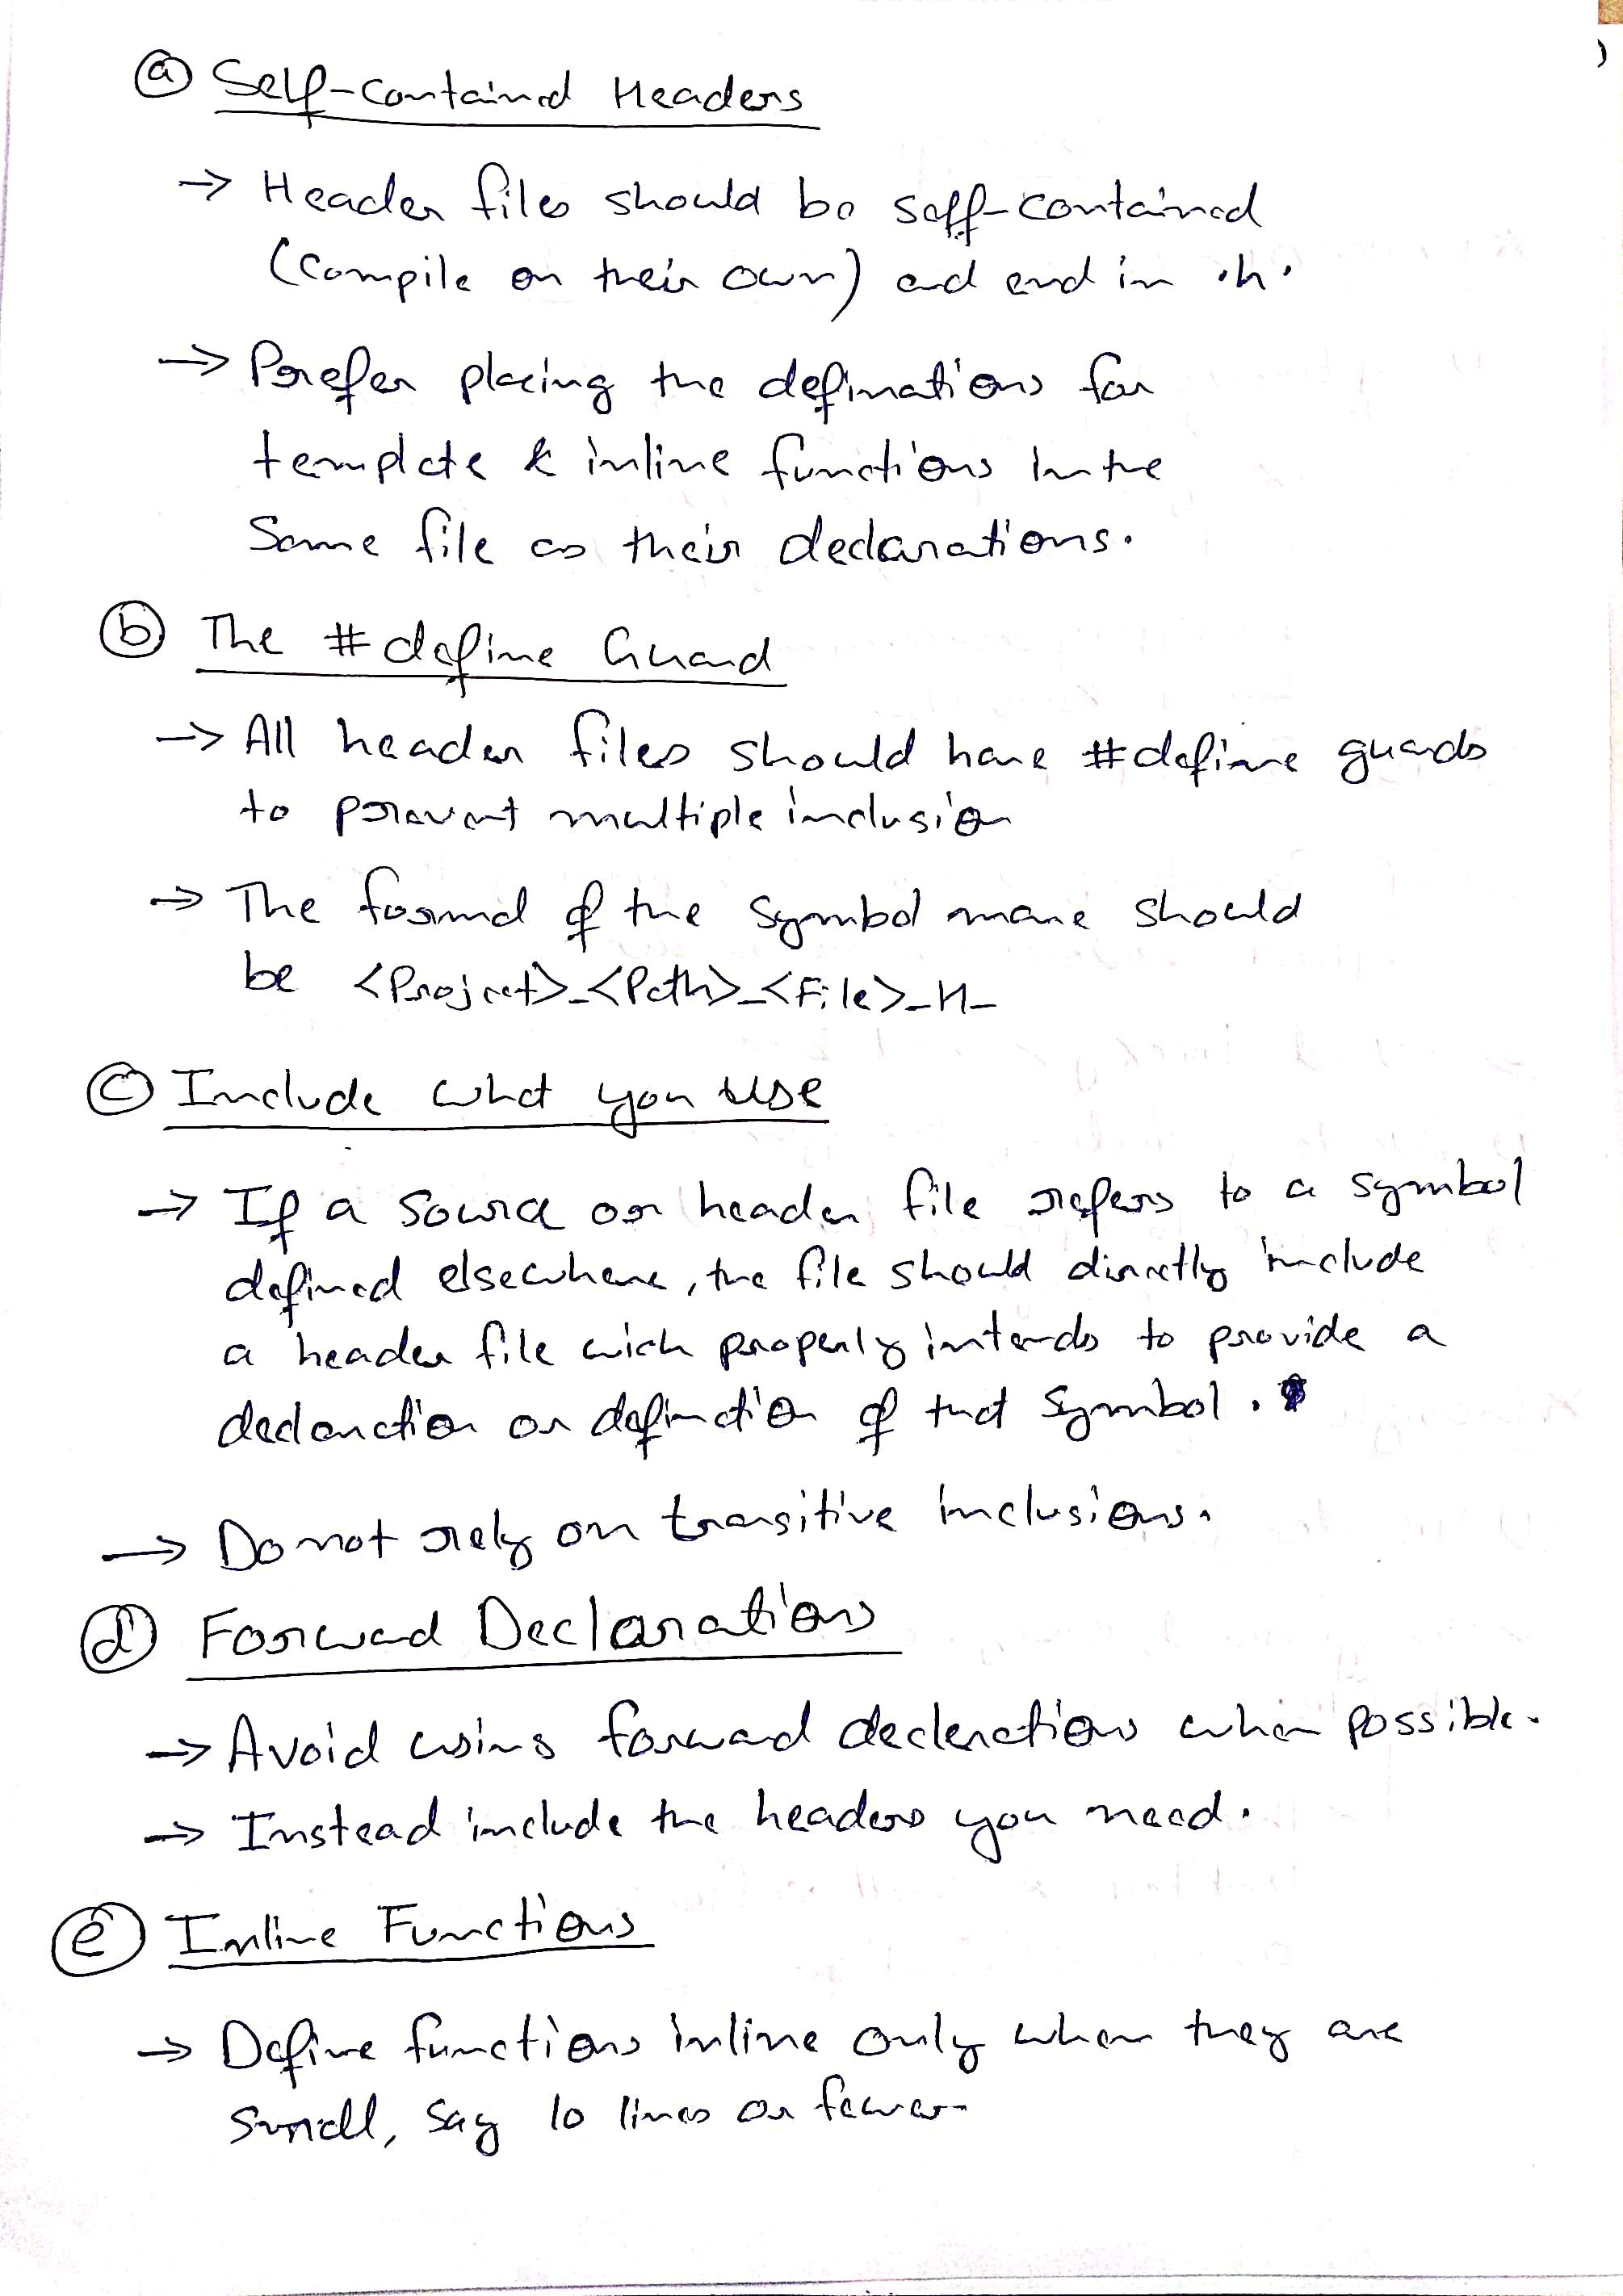 ⓐ Self-contained Headers
→ Header files should be self-contained
(compile on their own) and end in .h.
→ Prefer placing the definations for
template & inline functions in the
same file as their declarations.
ⓑ The #define Guard
→ All header files should have #define guards
to prevent multiple inclusion
→ The format of the symbol name should
be <Project>_<Path>_<File>_H_
ⓒ Include what you use
→ If a source or header file refers to a symbol
defined elsewhere, the file should directly include
a header file wich properly intends to provide a
declaration or defination of that symbol.
→ Do not rely on transitive inclusions.
ⓓ Forward Declarations
→ Avoid using forward declarations when possible.
→ Instead include the headers you need.
ⓔ Inline Functions
→ Define functions inline only when they are
small, say 10 lines or fewer